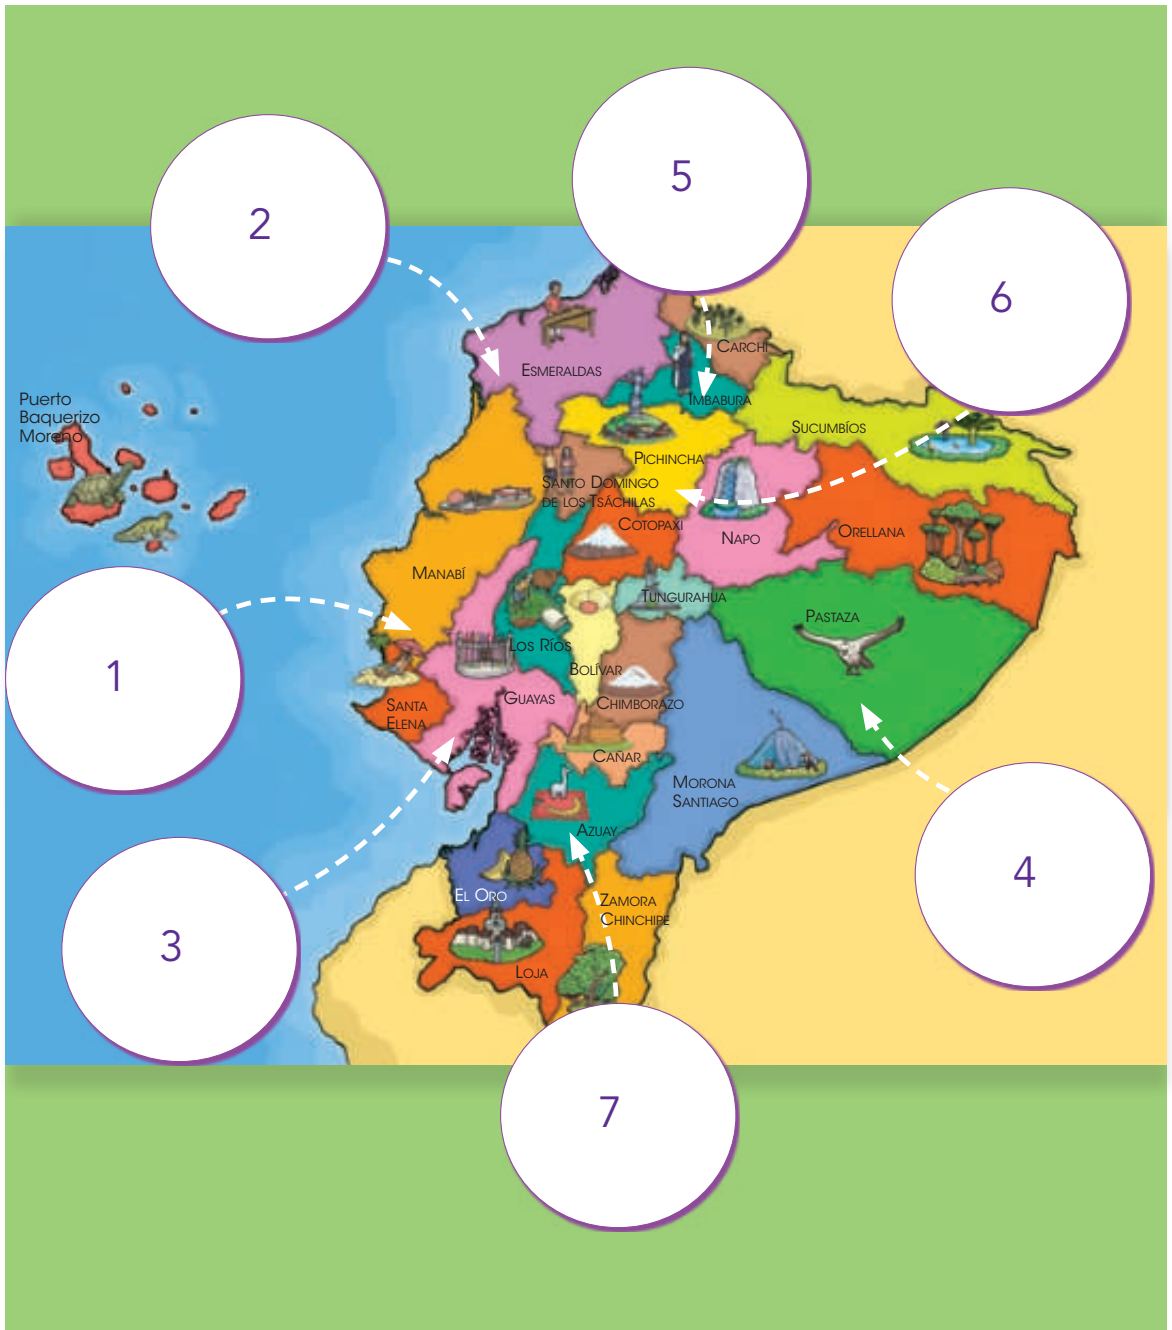 5
2
6
Esmeraldas
Carchi
Imbabura
Puerto
Baquerizo
Moreno
Sucumbíos
Pichincha
Santo Domingo
de los Tsáchilas
Cotopaxi
Napo
Orellana
Manabí
Tungurahua
Pastaza
Los Ríos
Bolívar
1
Guayas
Chimborazo
Santa
Elena
Cañar
Morona
Santiago
Azuay
4
El Oro
Zamora
Chinchipe
3
Loja
7